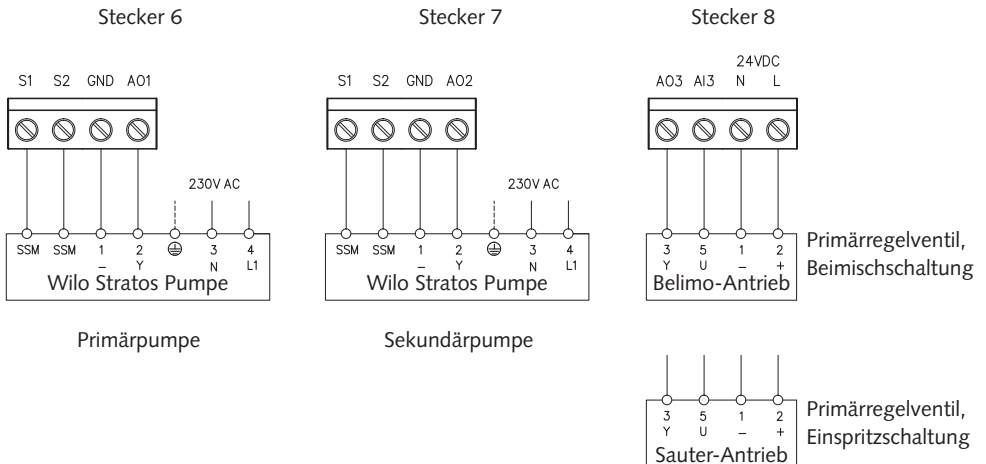 Stecker 6
S1 S2 GND AO1
230V AC
SSM SSM 1 2 3 4
– Y N L1
Wilo Stratos Pumpe
Primärpumpe
Stecker 7
S1 S2 GND AO2
230V AC
SSM SSM 1 2 3 4
– Y N L1
Wilo Stratos Pumpe
Sekundärpumpe
Stecker 8
24VDC
AO3 AI3 N L
3 5 1 2
Y U – +
Belimo-Antrieb
Primärregelventil,
Beimischschaltung
3 5 1 2
Y U – +
Sauter-Antrieb
Primärregelventil,
Einspritzschaltung